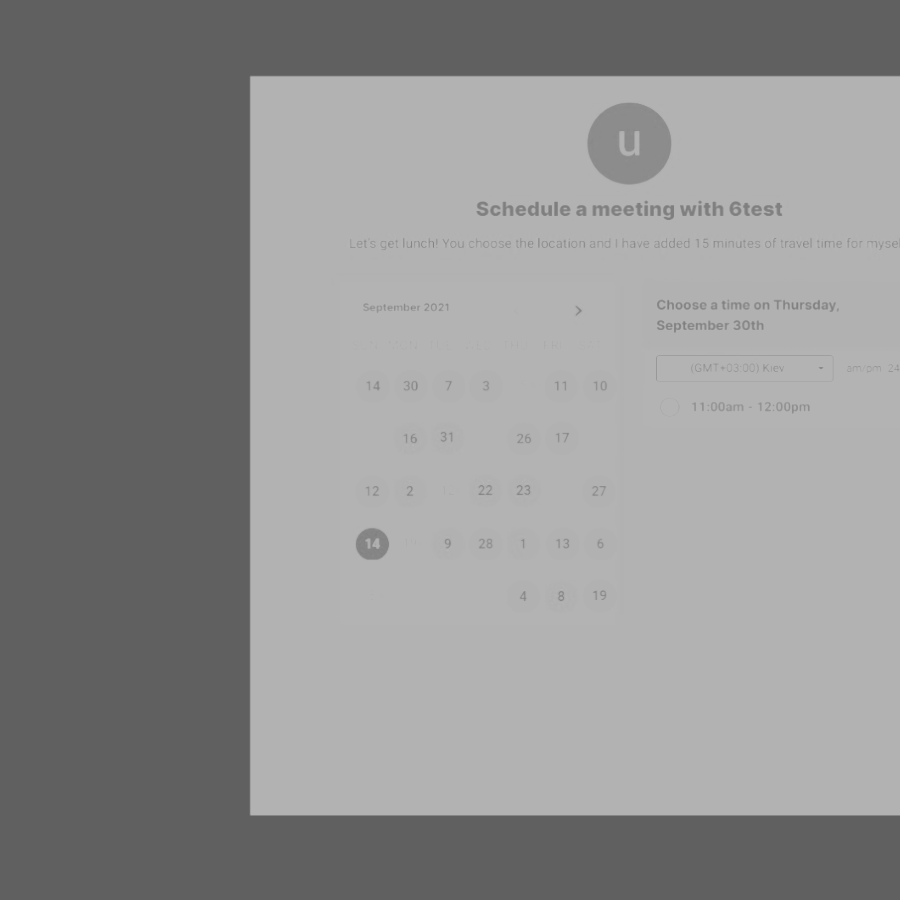 u
Schedule a meeting with 6test
Let's get lunch! You choose the location and I have added 15 minutes of travel time for
September 2021
Choose a time on Thursday,
September 30th
(GMT+03:00) Kiev
am/pm 24
11:00am - 12:00pm
14 30 7 3 11 10
16 31 26 17
12 2 22 23 27
14 9 28 1 13 6
4 8 19